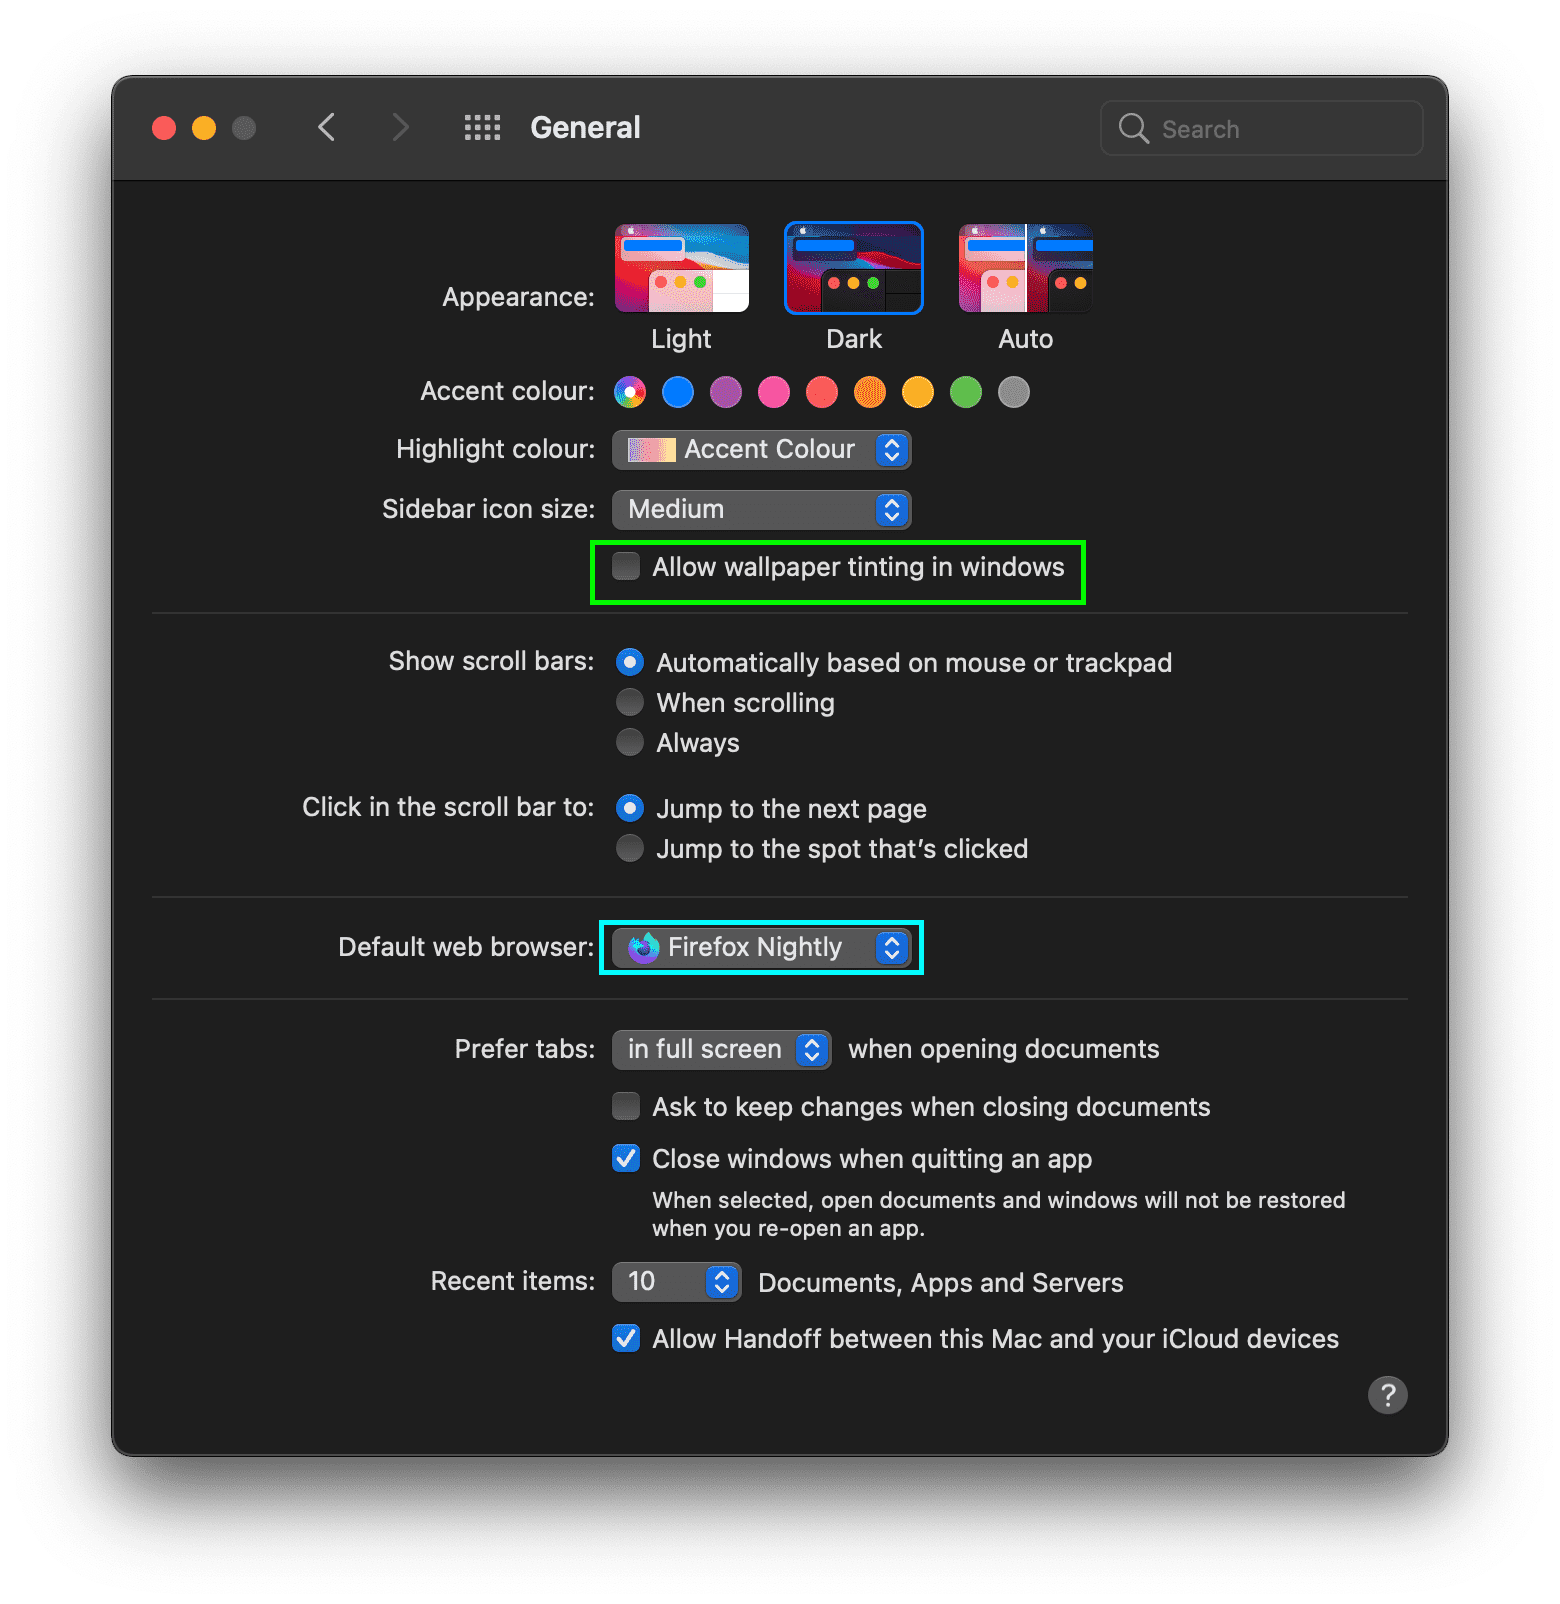 General
Search
Appearance:
Light
Dark
Auto
Accent colour:
Highlight colour: Accent Colour
Sidebar icon size: Medium
Allow wallpaper tinting in windows
Show scroll bars: Automatically based on mouse or trackpad
When scrolling
Always
Click in the scroll bar to: Jump to the next page
Jump to the spot that’s clicked
Default web browser: Firefox Nightly
Prefer tabs: in full screen when opening documents
Ask to keep changes when closing documents
Close windows when quitting an app
When selected, open documents and windows will not be restored
when you re-open an app.
Recent items: 10 Documents, Apps and Servers
Allow Handoff between this Mac and your iCloud devices
?